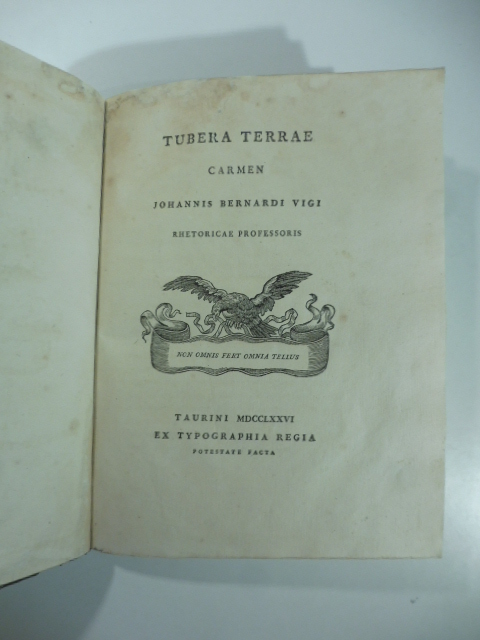 TUBERA TERRAE
CARMEN
JOHANNIS BERNARDI VIGI
RHETORICAE PROFESSORIS
NON OMNIS FERT OMNIA TELLUS
TAURINI MDCCLXXVI
EX TYPOGRAPHIA REGIA
POTESTATE FACTA